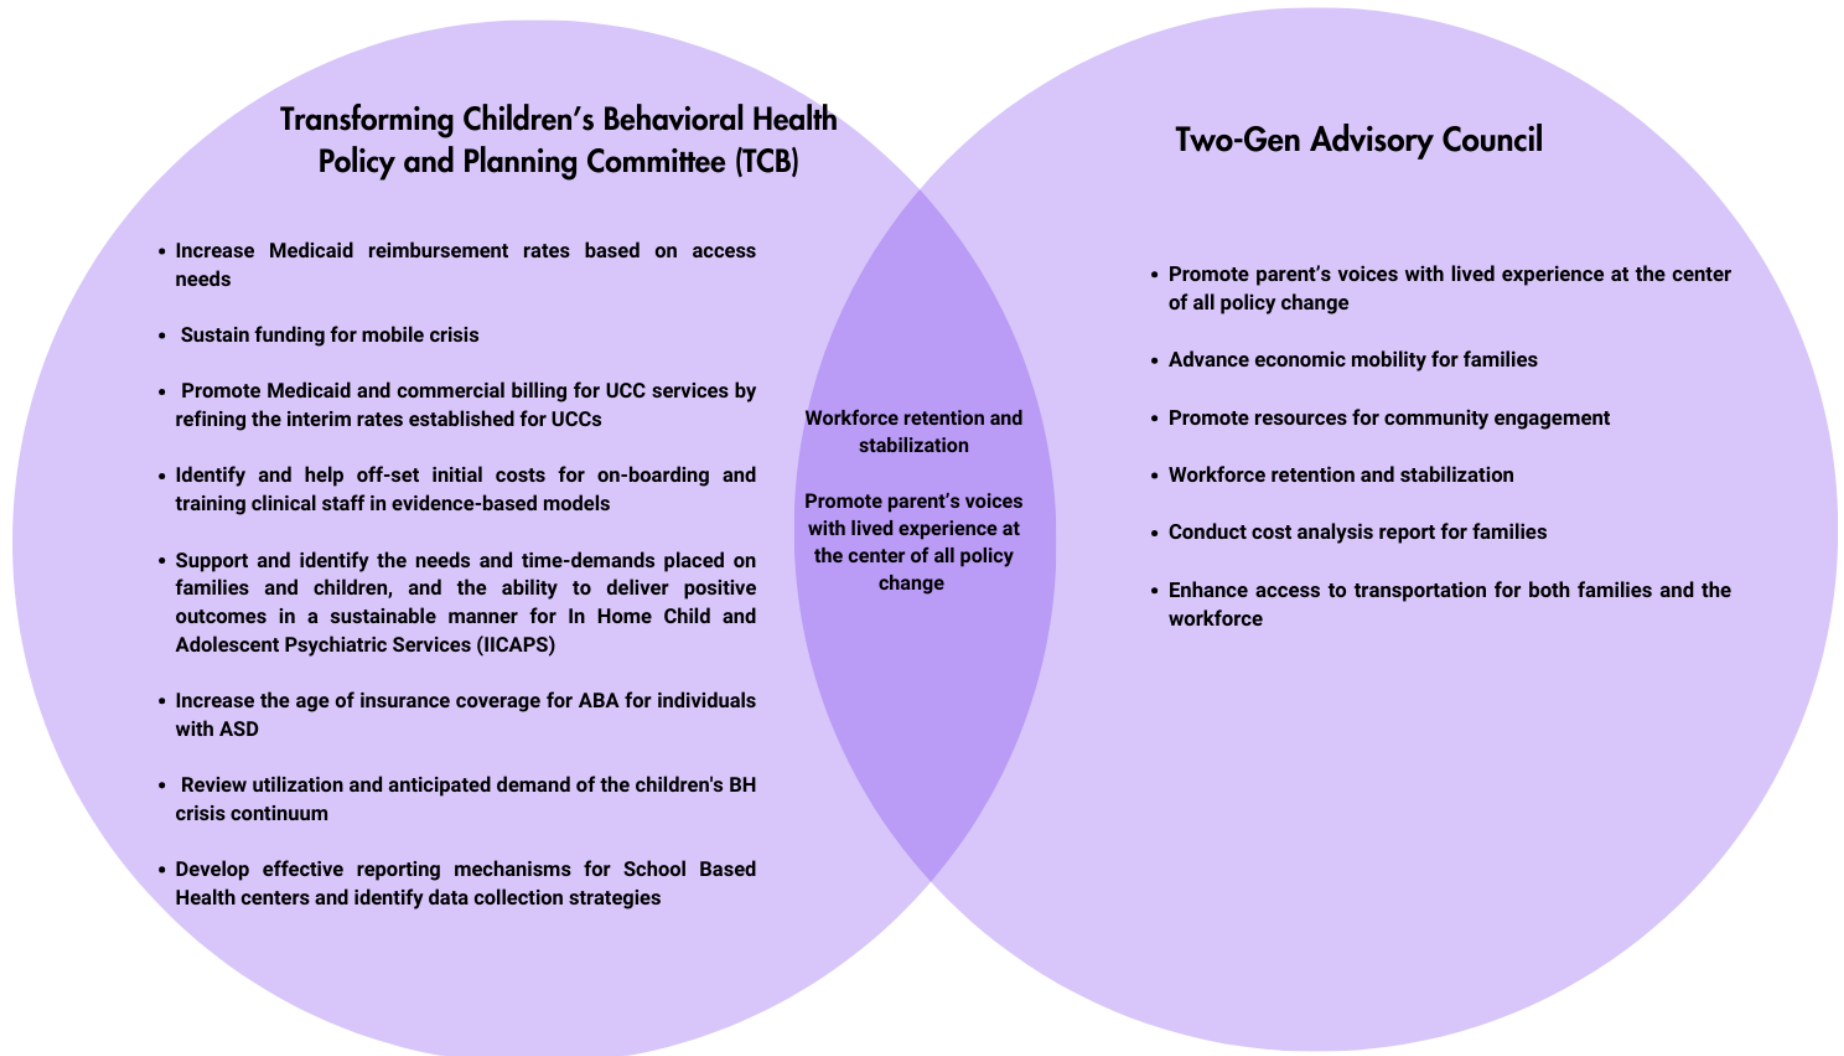 Transforming Children’s Behavioral Health
Policy and Planning Committee (TCB)
• Increase Medicaid reimbursement rates based on access
needs
• Sustain funding for mobile crisis
• Promote Medicaid and commercial billing for UCC services by
refining the interim rates established for UCCs
• Identify and help off-set initial costs for on-boarding and
training clinical staff in evidence-based models
• Support and identify the needs and time-demands placed on
families and children, and the ability to deliver positive
outcomes in a sustainable manner for In Home Child and
Adolescent Psychiatric Services (IICAPS)
• Increase the age of insurance coverage for ABA for individuals
with ASD
• Review utilization and anticipated demand of the children's BH
crisis continuum
• Develop effective reporting mechanisms for School Based
Health centers and identify data collection strategies
Workforce retention and
stabilization
Promote parent’s voices
with lived experience at
the center of all policy
change
Two-Gen Advisory Council
• Promote parent’s voices with lived experience at the center
of all policy change
• Advance economic mobility for families
• Promote resources for community engagement
• Workforce retention and stabilization
• Conduct cost analysis report for families
• Enhance access to transportation for both families and the
workforce